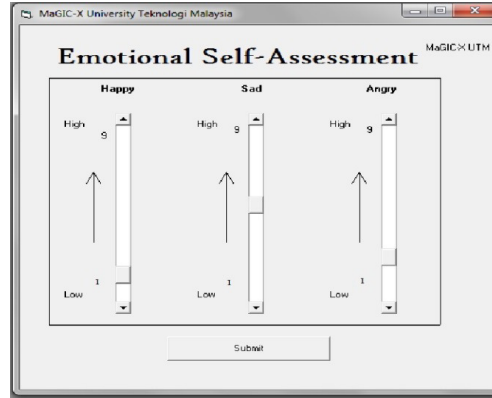 MaGIC-X University Teknologi Malaysia
Emotional Self-Assessment
MaGIC-X UTM
Happy Sad Angry
High 9 High 9 High 9
1 1 1
Low Low Low
Submit